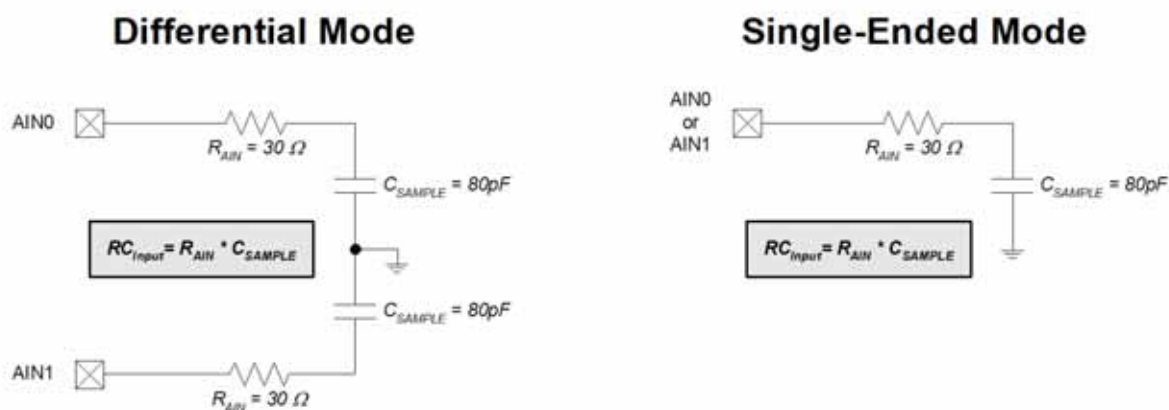 Differential Mode
AIN0
R_AIN = 30 Ω
C_SAMPLE = 80pF
RC_Input = R_AIN * C_SAMPLE
C_SAMPLE = 80pF
AIN1
R_AIN = 30 Ω
Single-Ended Mode
AIN0
or
AIN1
R_AIN = 30 Ω
C_SAMPLE = 80pF
RC_Input = R_AIN * C_SAMPLE